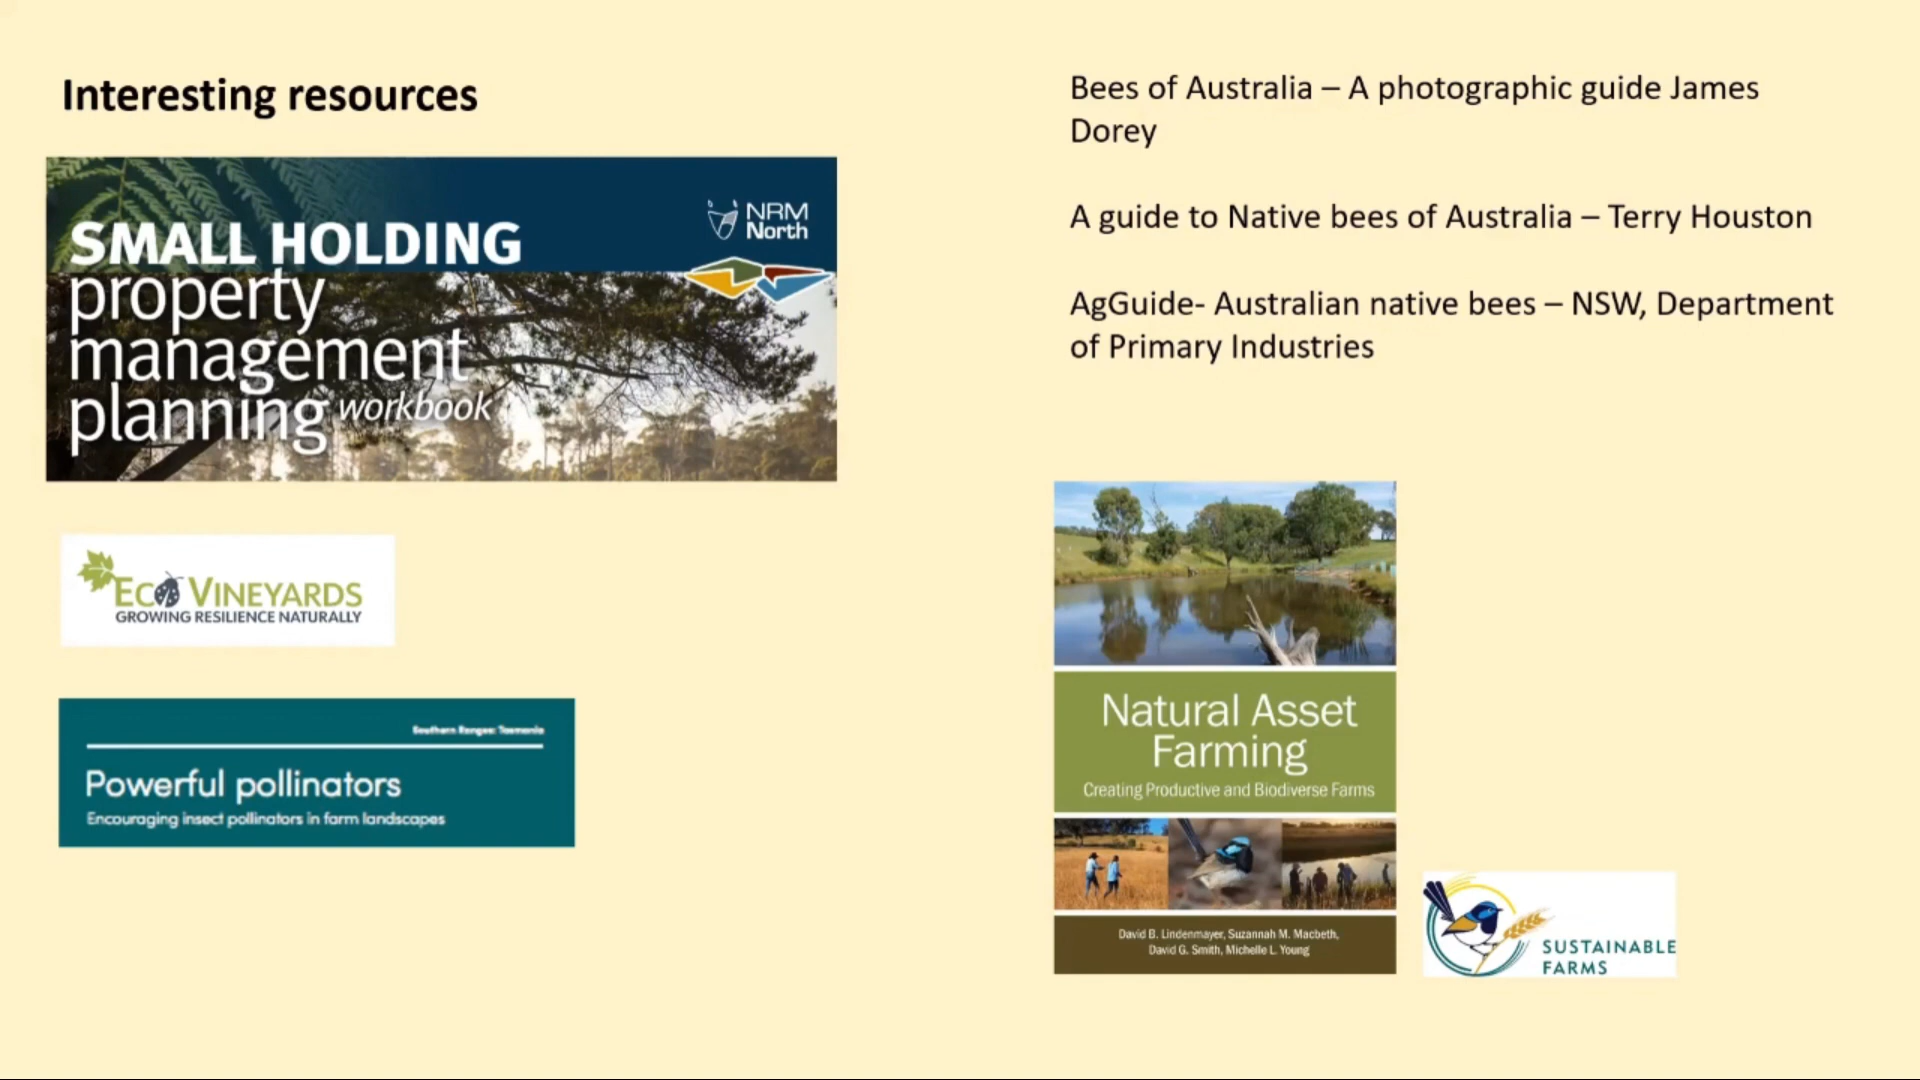 Interesting resources
SMALL HOLDING
property
management
planning workbook
NRM
North
ECO VINEYARDS
GROWING RESILIENCE NATURALLY
Southern Ranges: Tasmania
Powerful pollinators
Encouraging insect pollinators in farm landscapes
Bees of Australia – A photographic guide James
Dorey
A guide to Native bees of Australia – Terry Houston
AgGuide- Australian native bees – NSW, Department
of Primary Industries
Natural Asset
Farming
Creating Productive and Biodiverse Farms
David B. Lindenmayer, Suzannah M. Macbeth,
David G. Smith, Michelle L. Young
SUSTAINABLE
FARMS